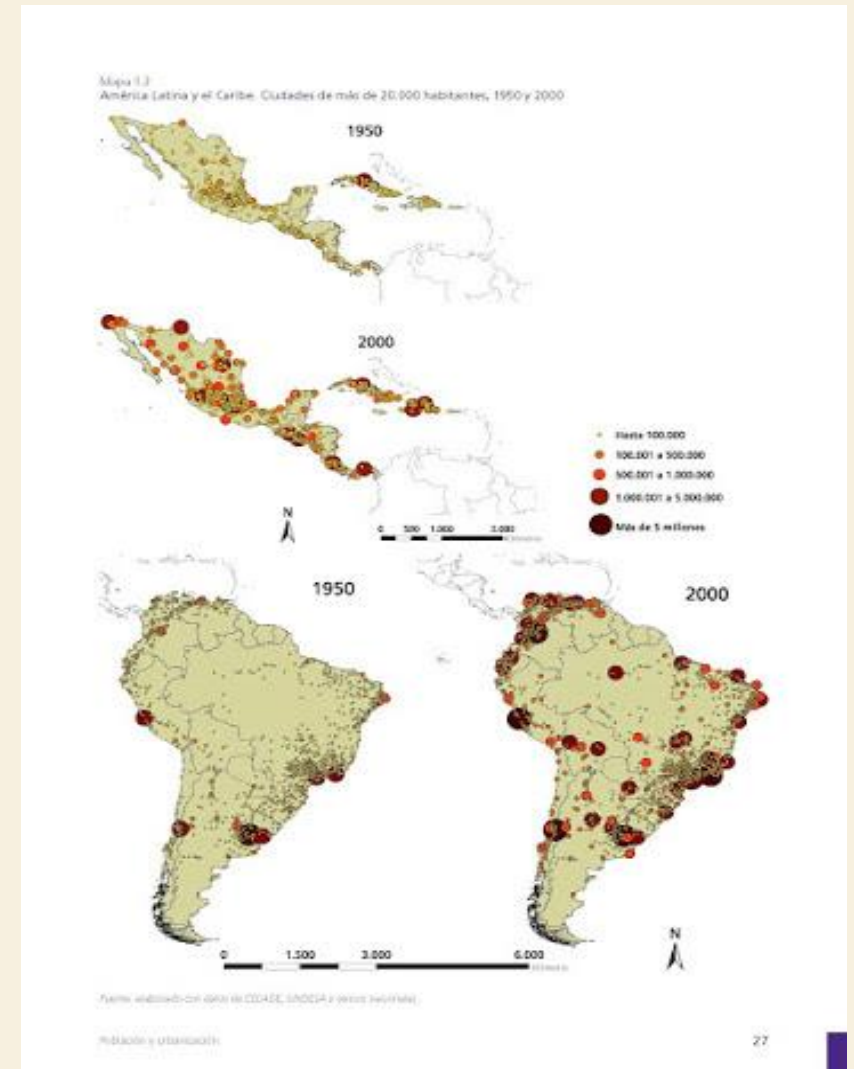 Mapa 1.2
América Latina y el Caribe. Ciudades de más de 20.000 habitantes, 1950 y 2000
1950
2000
Hasta 100.000
100.001 a 500.000
500.001 a 1.000.000
1.000.001 a 5.000.000
Más de 5 millones
N
0 500 1.000 3.000
1950
2000
0 1.500 3.000 6.000
N
Fuente: elaborado con datos de CELADE, UNDESA y censos nacionales.
Población y urbanización
27